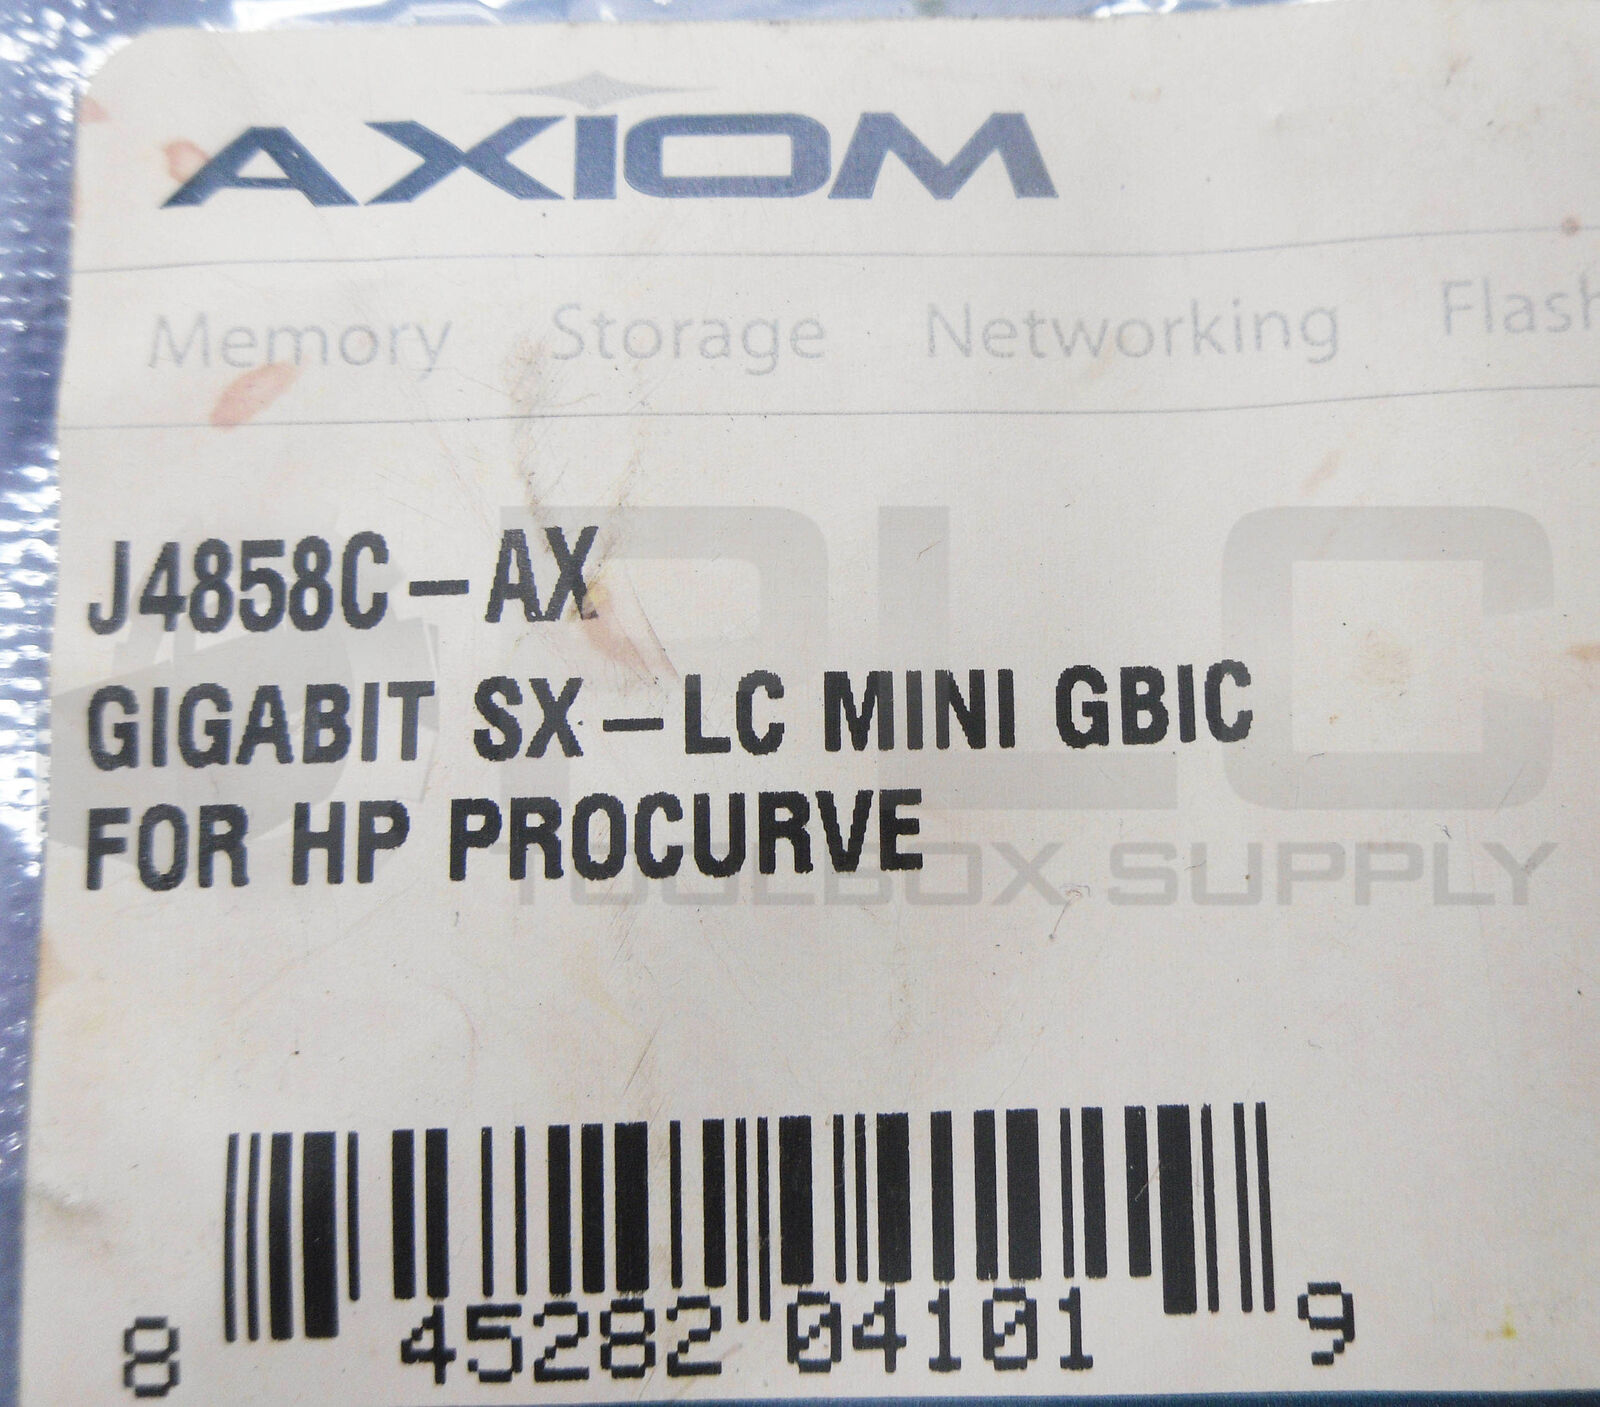 AXIOM
Memory Storage Networking Flash
J4858C-AX
GIGABIT SX-LC MINI GBIC
FOR HP PROCURVE
PLC
TOOLBOX SUPPLY
8 45282 04101 9